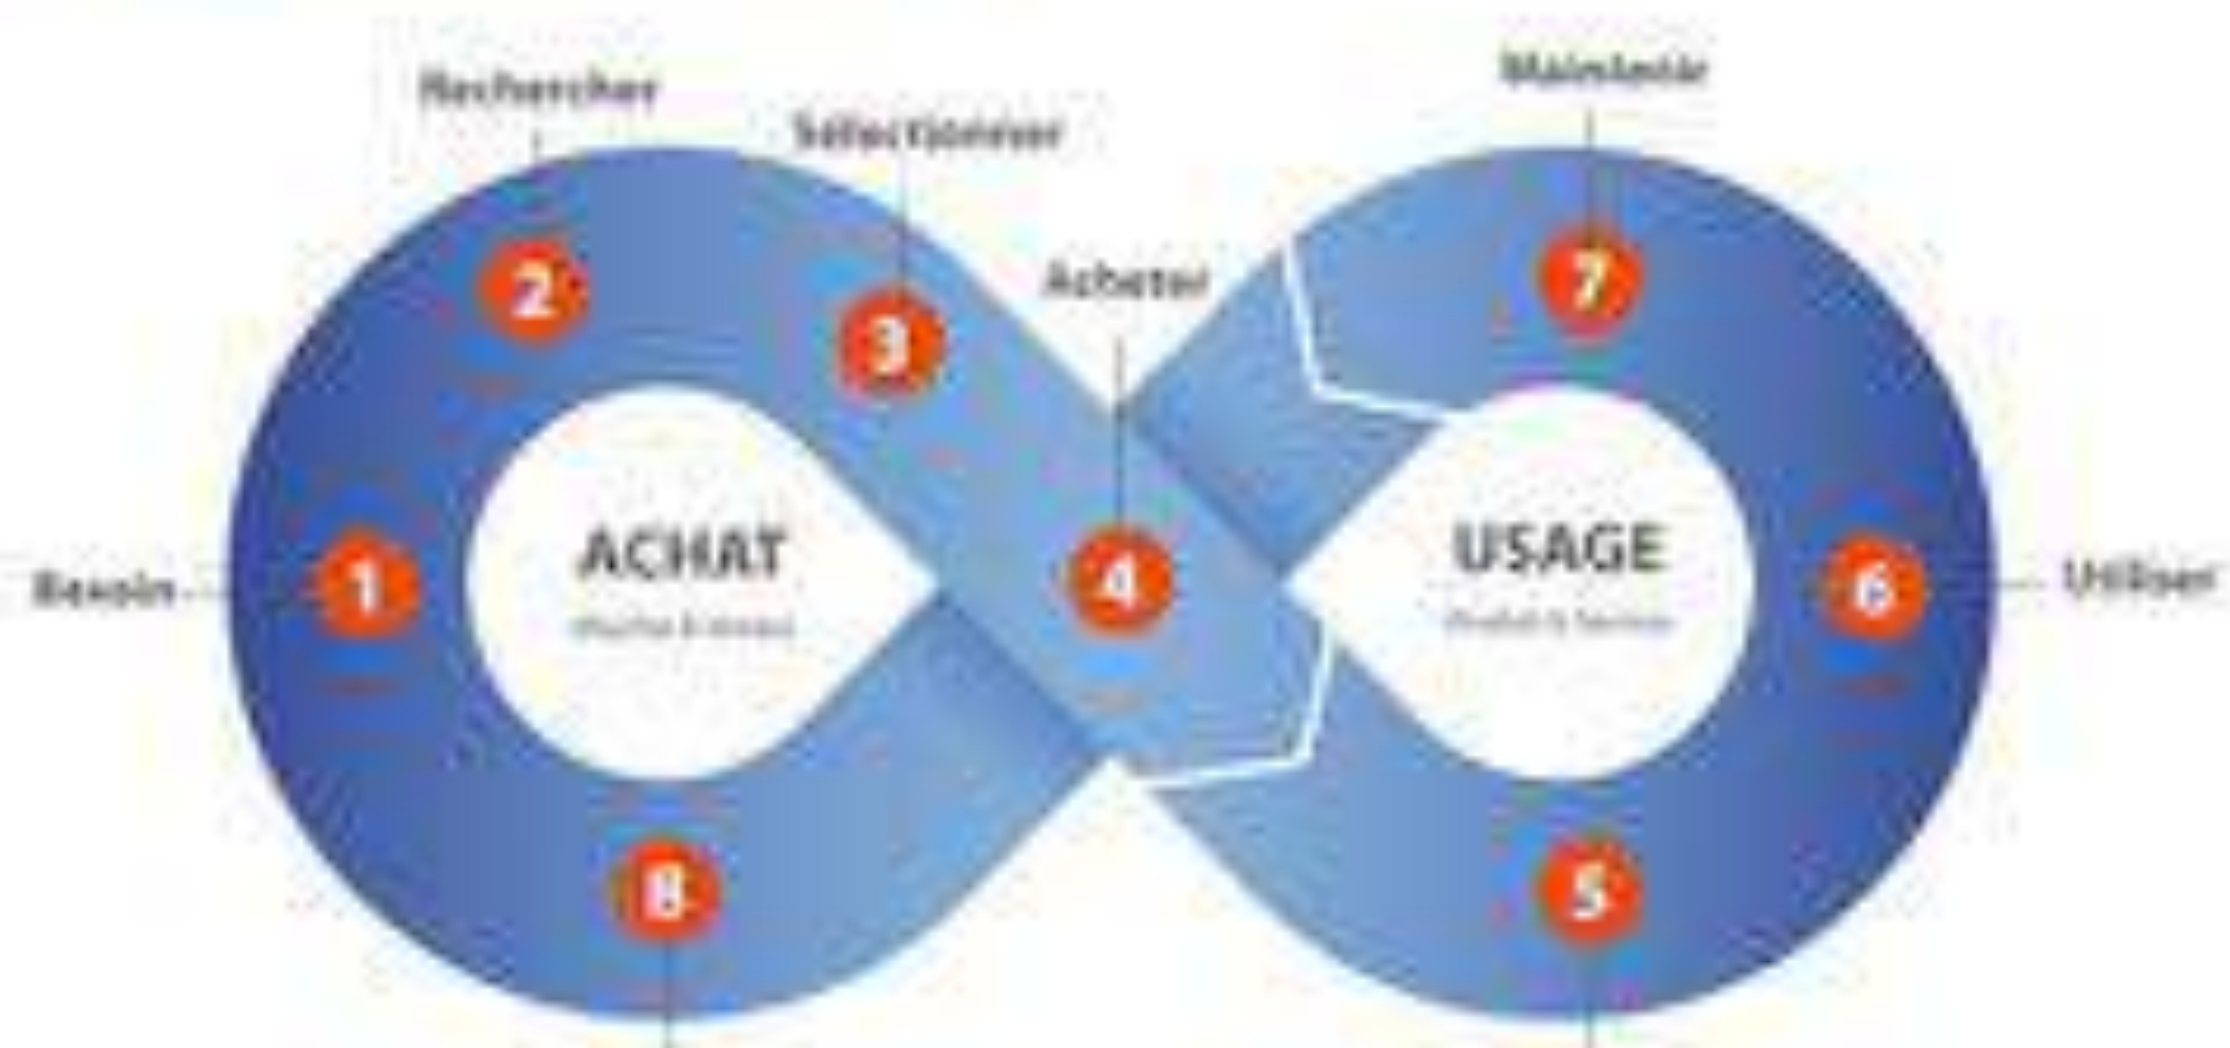 Rechercher
Sélectionner
Maintenir
Acheter
2
3
7
ACHAT
USAGE
Besoin
1
4
6
Utiliser
8
5